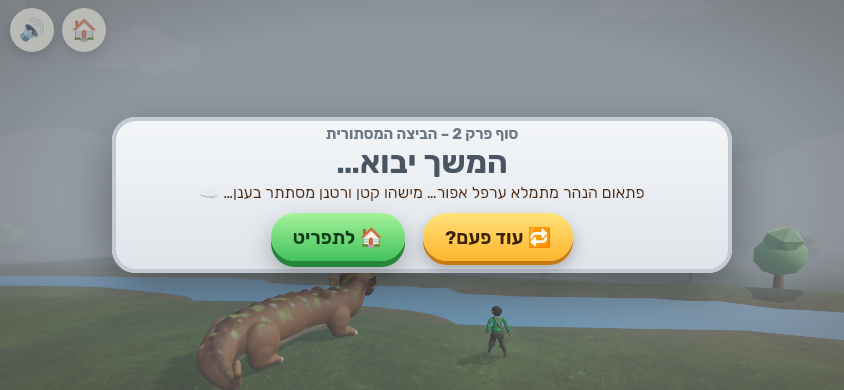 סוף פרק 2 – הביצה המסתורית
המשך יבוא...
פתאום הנהר מתמלא ערפל אפור... מישהו קטן ורטנן מסתתר בענן... ☁️
🔁 עוד פעם?
🏠 לתפריט